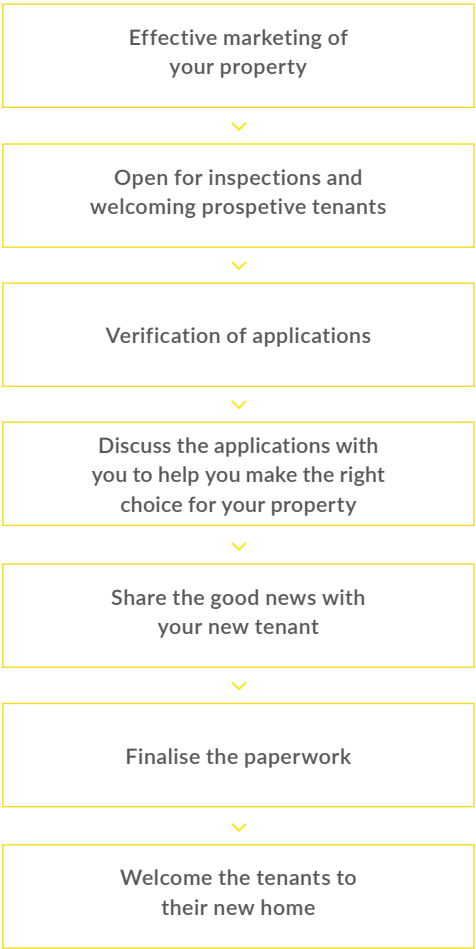 Effective marketing of
your property
Open for inspections and
welcoming prospetive tenants
Verification of applications
Discuss the applications with
you to help you make the right
choice for your property
Share the good news with
your new tenant
Finalise the paperwork
Welcome the tenants to
their new home